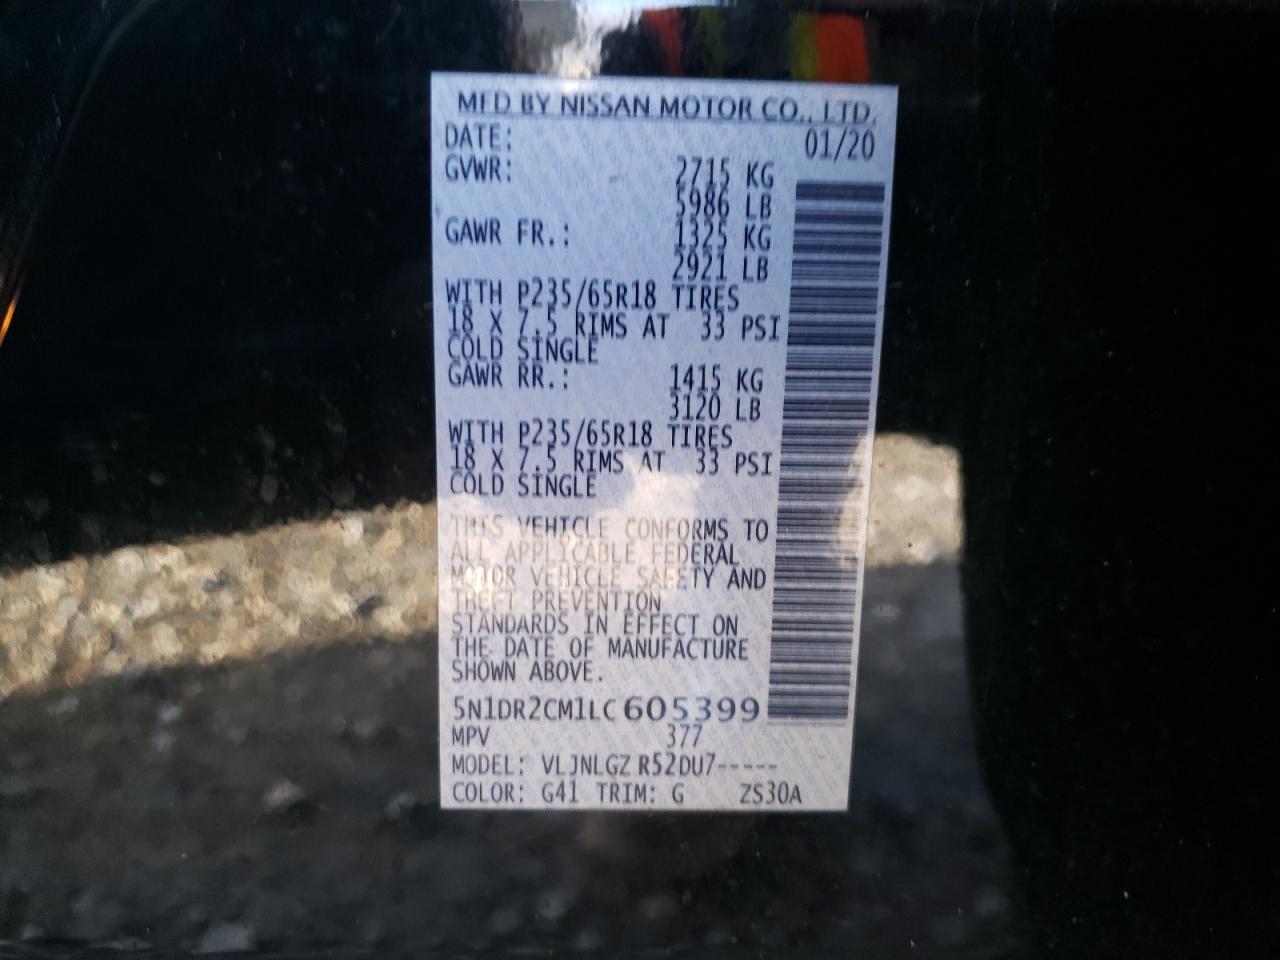 MFD BY NISSAN MOTOR CO., LTD.
DATE: 01/20
GVWR: 2715 KG
5986 LB
GAWR FR.: 1325 KG
2921 LB
WITH P235/65R18 TIRES
18 X 7.5 RIMS AT 33 PSI
COLD SINGLE
GAWR RR.: 1415 KG
3120 LB
WITH P235/65R18 TIRES
18 X 7.5 RIMS AT 33 PSI
COLD SINGLE
THIS VEHICLE CONFORMS TO
ALL APPLICABLE FEDERAL
MOTOR VEHICLE SAFETY AND
THEFT PREVENTION
STANDARDS IN EFFECT ON
THE DATE OF MANUFACTURE
SHOWN ABOVE.
5N1DR2CM1LC605399
MPV 377
MODEL: VLJNLGZ R52DU7-----
COLOR: G41 TRIM: G ZS30A